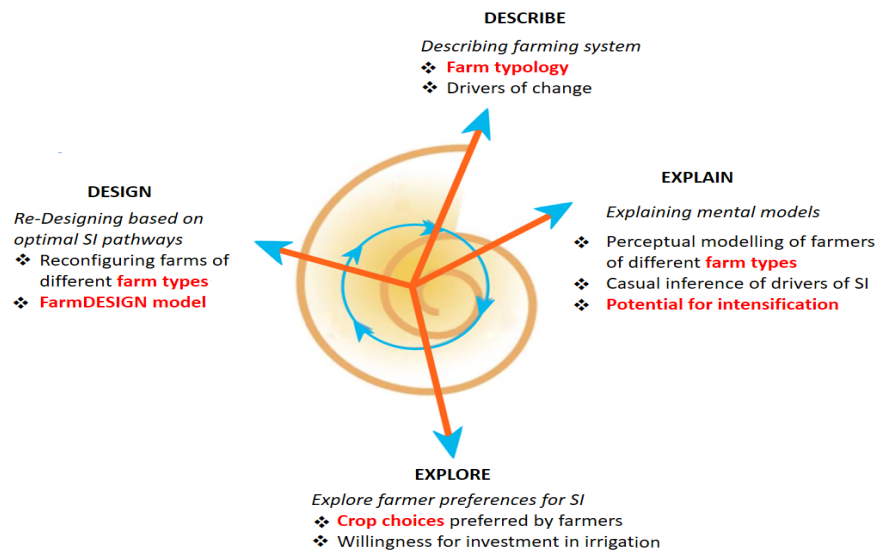 DESCRIBE
Describing farming system
❖ Farm typology
❖ Drivers of change
EXPLAIN
Explaining mental models
❖ Perceptual modelling of farmers
of different farm types
❖ Casual inference of drivers of SI
❖ Potential for intensification
EXPLORE
Explore farmer preferences for SI
❖ Crop choices preferred by farmers
❖ Willingness for investment in irrigation
DESIGN
Re-Designing based on
optimal SI pathways
❖ Reconfiguring farms of
different farm types
❖ FarmDESIGN model